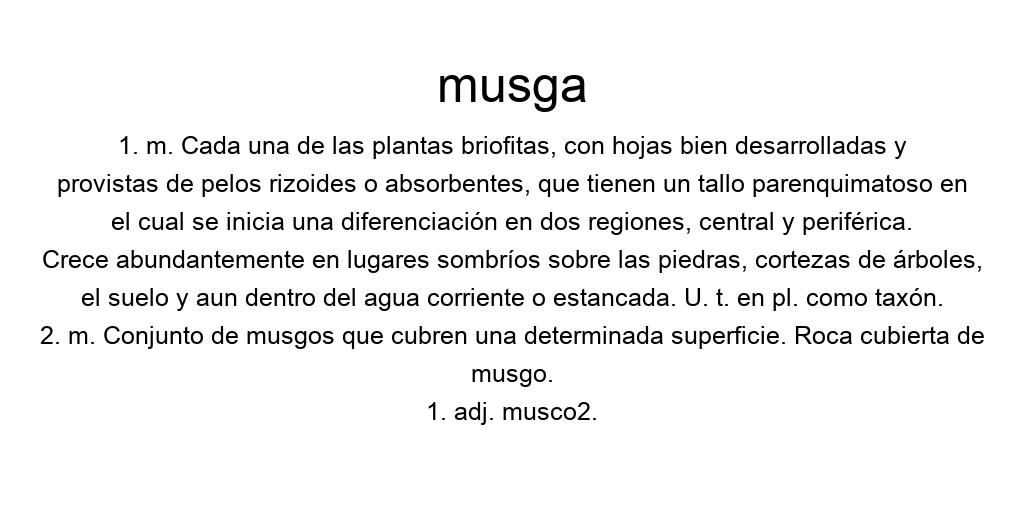 musga
1. m. Cada una de las plantas briofitas, con hojas bien desarrolladas y
provistas de pelos rizoides o absorbentes, que tienen un tallo parenquimatoso en
el cual se inicia una diferenciación en dos regiones, central y periférica.
Crece abundantemente en lugares sombríos sobre las piedras, cortezas de árboles,
el suelo y aun dentro del agua corriente o estancada. U. t. en pl. como taxón.
2. m. Conjunto de musgos que cubren una determinada superficie. Roca cubierta de
musgo.
1. adj. musco2.